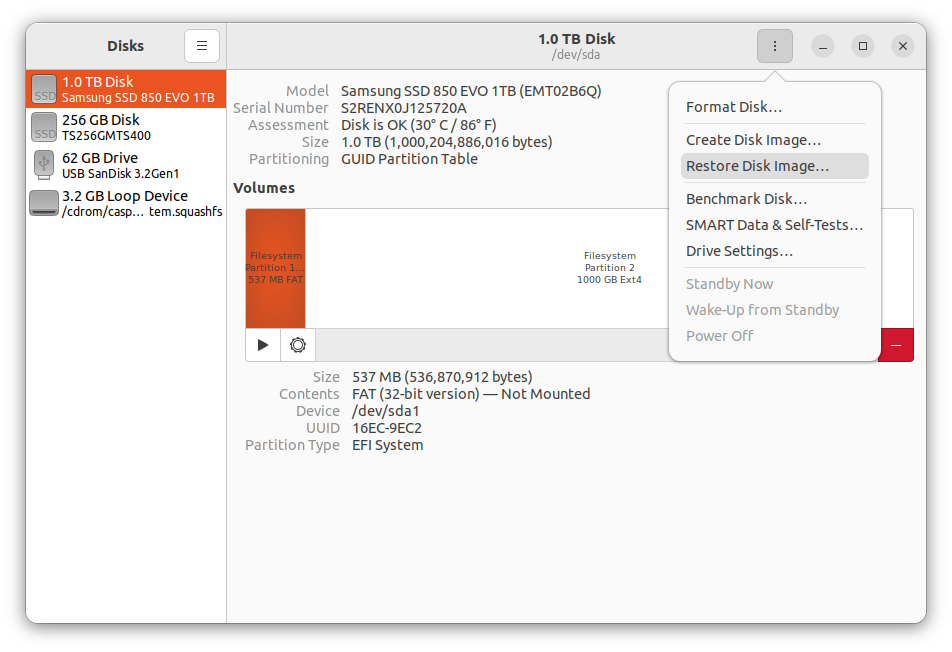 Disks
1.0 TB Disk
/dev/sda
SSD
1.0 TB Disk
Samsung SSD 850 EVO 1TB
SSD
256 GB Disk
TS256GMTS400
62 GB Drive
USB SanDisk 3.2Gen1
3.2 GB Loop Device
/cdrom/casp… tem.squashfs
Model Samsung SSD 850 EVO 1TB (EMT02B6Q)
Serial Number S2RENX0J125720A
Assessment Disk is OK (30° C / 86° F)
Size 1.0 TB (1,000,204,886,016 bytes)
Partitioning GUID Partition Table
Volumes
Filesystem
Partition 1…
537 MB FAT
Filesystem
Partition 2
1000 GB Ext4
Size 537 MB (536,870,912 bytes)
Contents FAT (32-bit version) — Not Mounted
Device /dev/sda1
UUID 16EC-9EC2
Partition Type EFI System
Format Disk…
Create Disk Image…
Restore Disk Image…
Benchmark Disk…
SMART Data & Self-Tests…
Drive Settings…
Standby Now
Wake-Up from Standby
Power Off